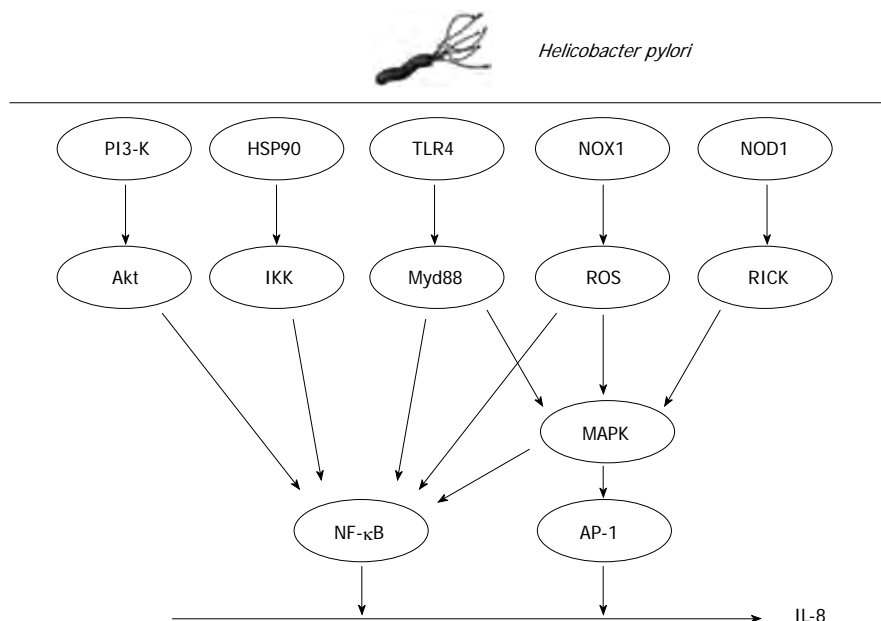 Helicobacter pylori
PI3-K
HSP90
TLR4
NOX1
NOD1
Akt
IKK
Myd88
ROS
RICK
MAPK
NF-κB
AP-1
IL-8